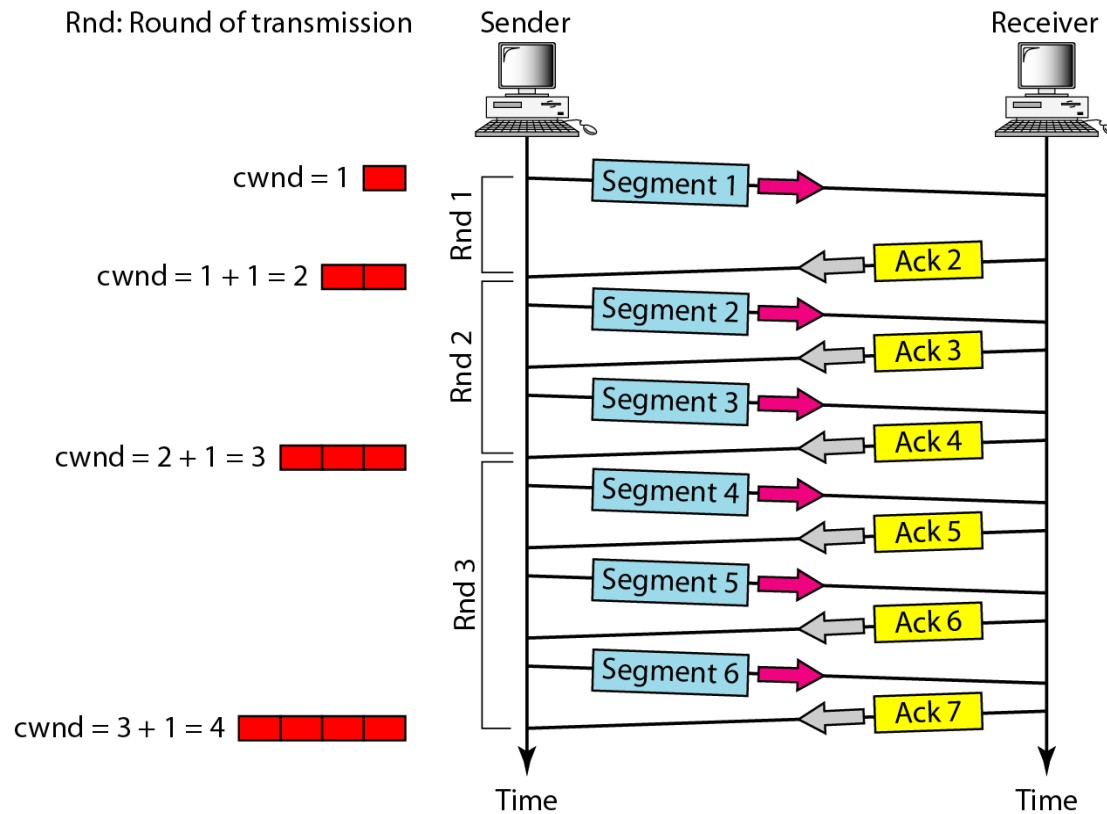 Rnd: Round of transmission
Sender
Receiver
cwnd = 1
Rnd 1
Segment 1
Ack 2
cwnd = 1 + 1 = 2
Rnd 2
Segment 2
Ack 3
Segment 3
Ack 4
cwnd = 2 + 1 = 3
Rnd 3
Segment 4
Ack 5
Segment 5
Ack 6
Segment 6
Ack 7
cwnd = 3 + 1 = 4
Time
Time